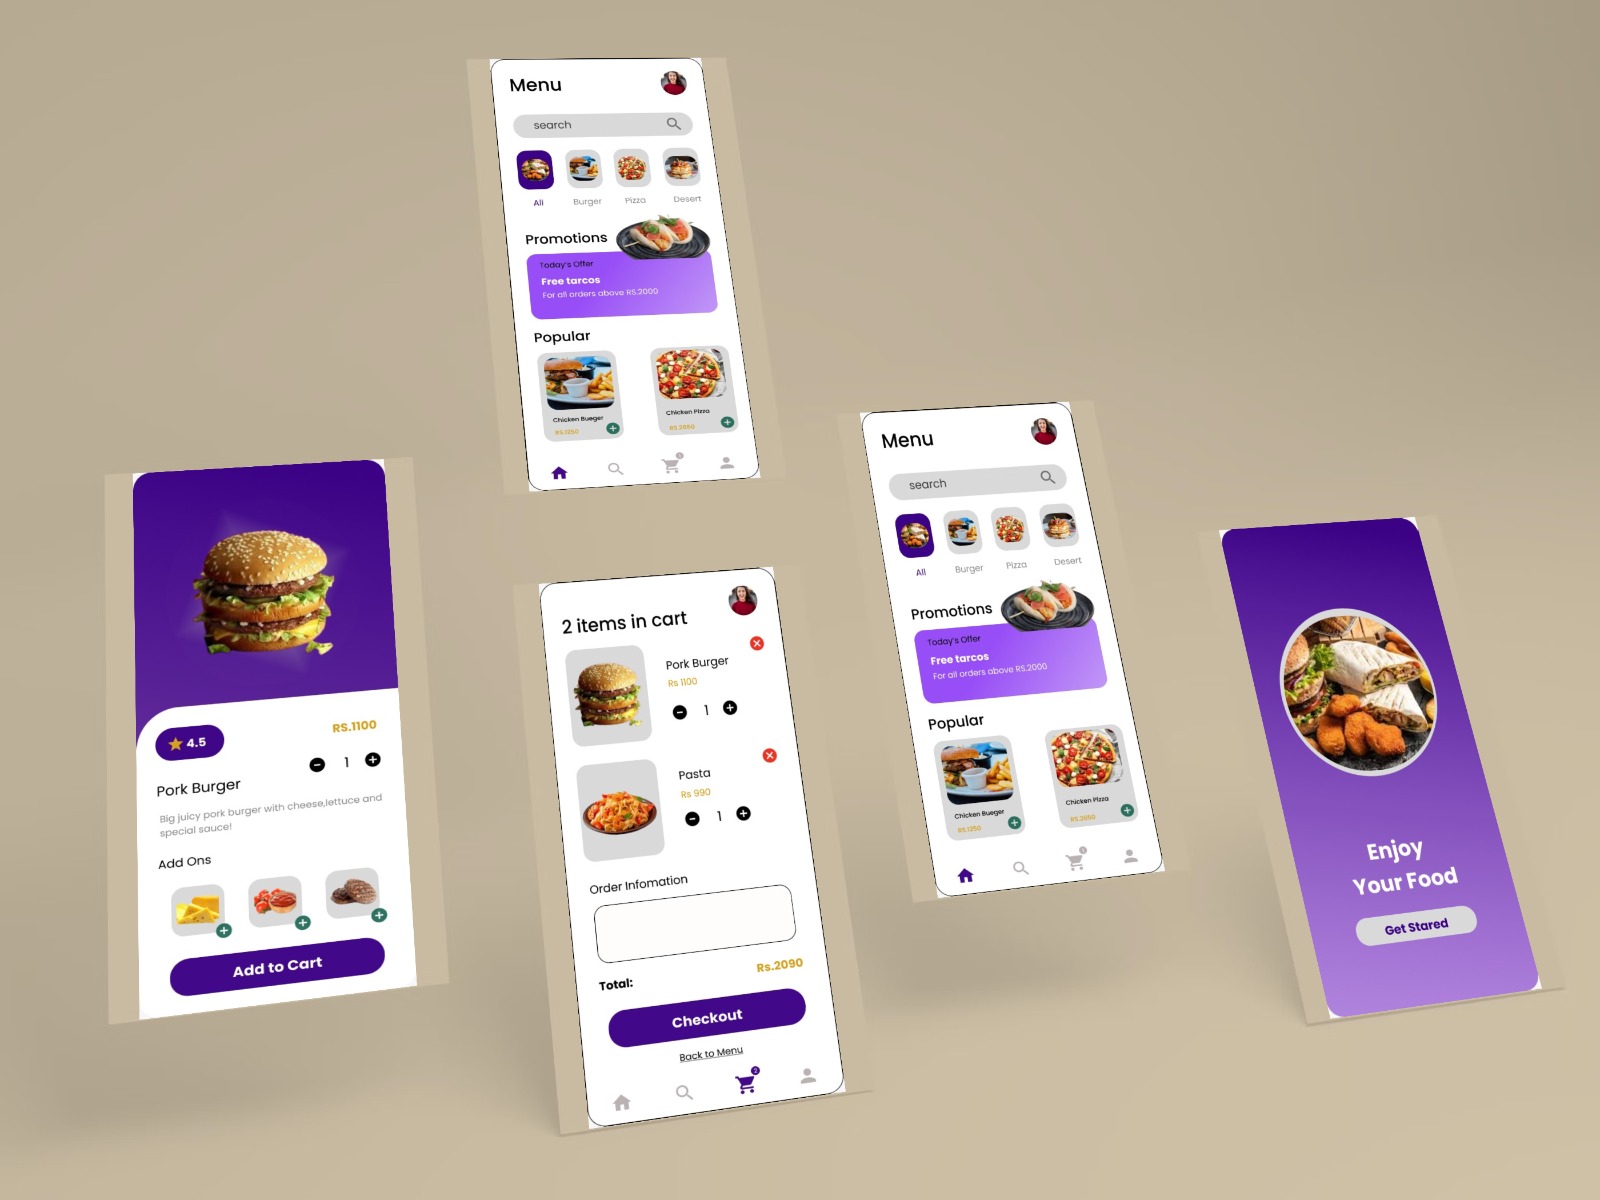 Menu
search
All
Burger
Pizza
Desert
Promotions
Today's Offer
Free tarcos
For all orders above RS.2000
Popular
Chicken Bueger
RS.1250
Chicken Pizza
RS.2650
1
4.5
RS.1100
1
Pork Burger
Big juicy pork burger with cheese,lettuce and
special sauce!
Add Ons
Add to Cart
2 items in cart
Pork Burger
Rs 1100
1
Pasta
Rs 990
1
Order Infomation
Total:
Rs.2090
Checkout
Back to Menu
2
Menu
search
All
Burger
Pizza
Desert
Promotions
Today's Offer
Free tarcos
For all orders above RS.2000
Popular
Chicken Bueger
RS.1250
Chicken Pizza
RS.2650
1
Enjoy
Your Food
Get Stared